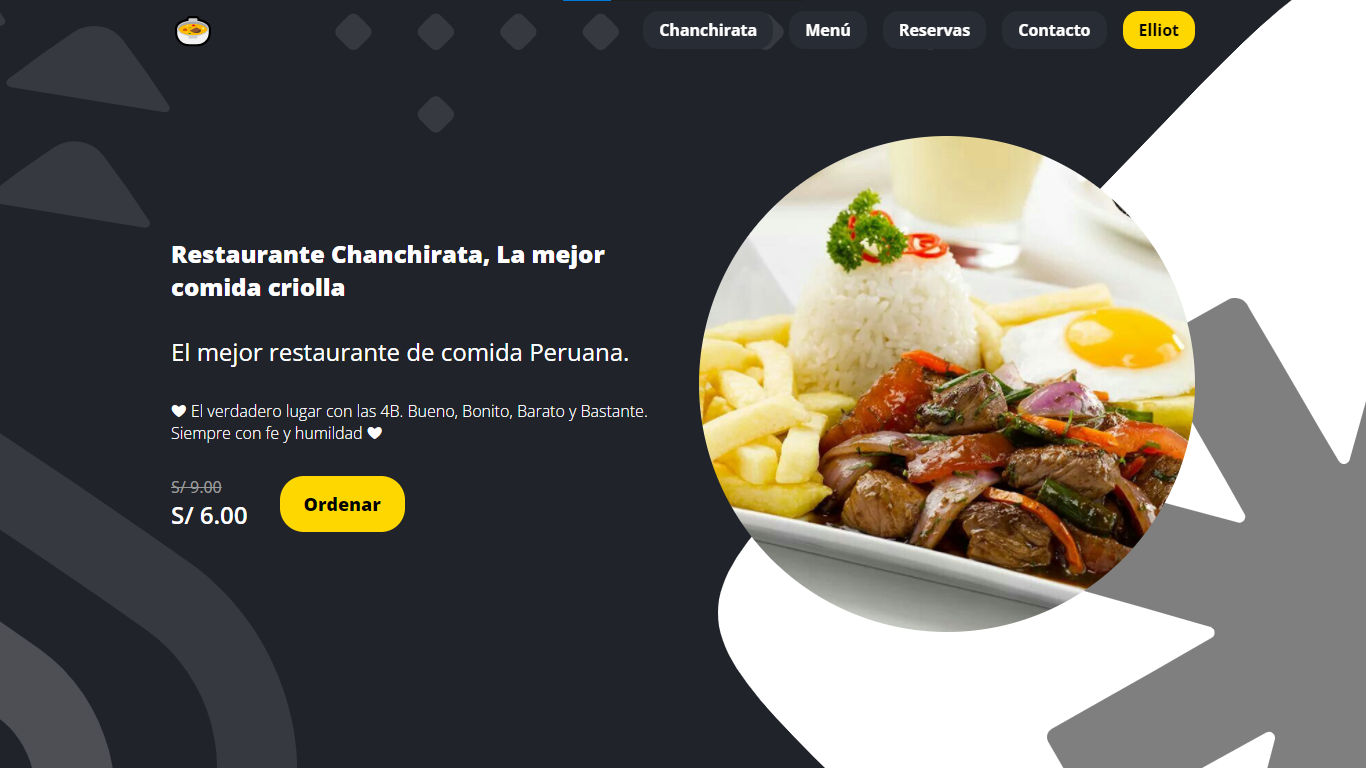 Chanchirata Menú Reservas Contacto Elliot
Restaurante Chanchirata, La mejor
comida criolla
El mejor restaurante de comida Peruana.
🖤 El verdadero lugar con las 4B. Bueno, Bonito, Barato y Bastante.
Siempre con fe y humildad 🖤
S/ 9.00
S/ 6.00
Ordenar